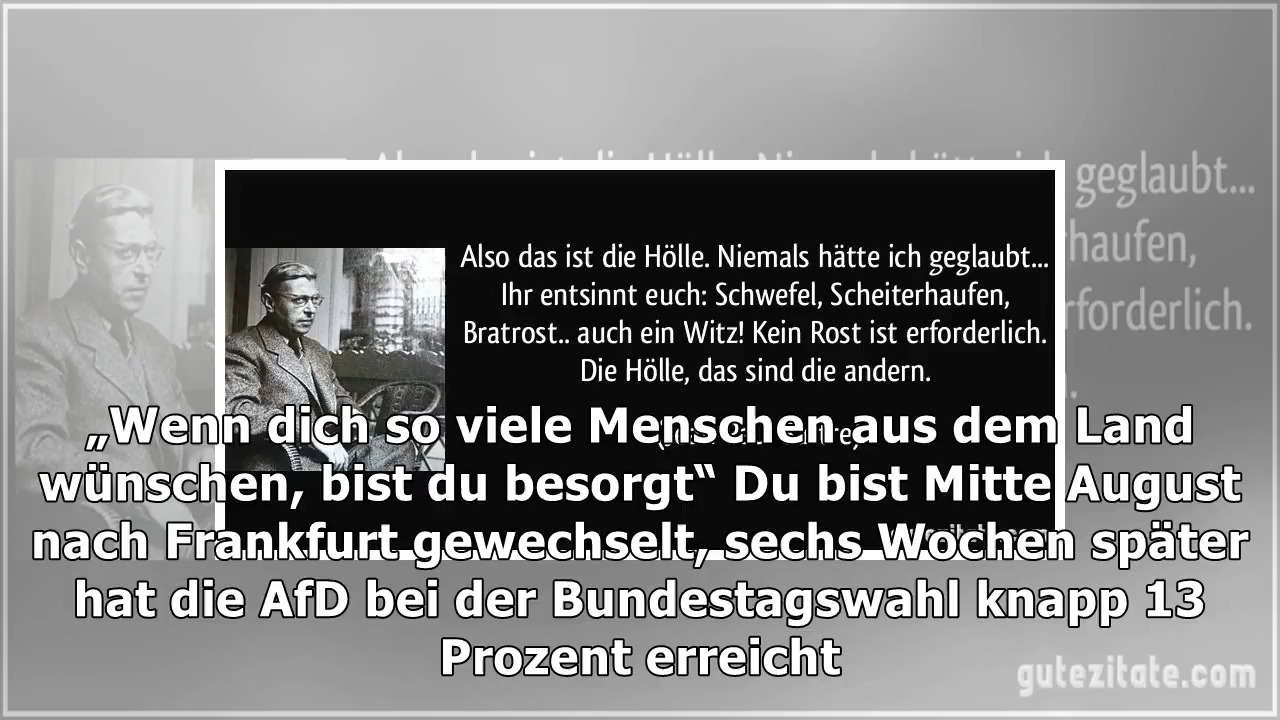 Also das ist die Hölle. Niemals hätte ich geglaubt...
Ihr entsinnt euch: Schwefel, Scheiterhaufen,
Bratrost.. auch ein Witz! Kein Rost ist erforderlich.
Die Hölle, das sind die andern.
geglaubt...
erforderlich.
„Wenn dich so viele Menschen aus dem Land
wünschen, bist du besorgt“ Du bist Mitte August
nach Frankfurt gewechselt, sechs Wochen später
hat die AfD bei der Bundestagswahl knapp 13
Prozent erreicht
gutezitate.com